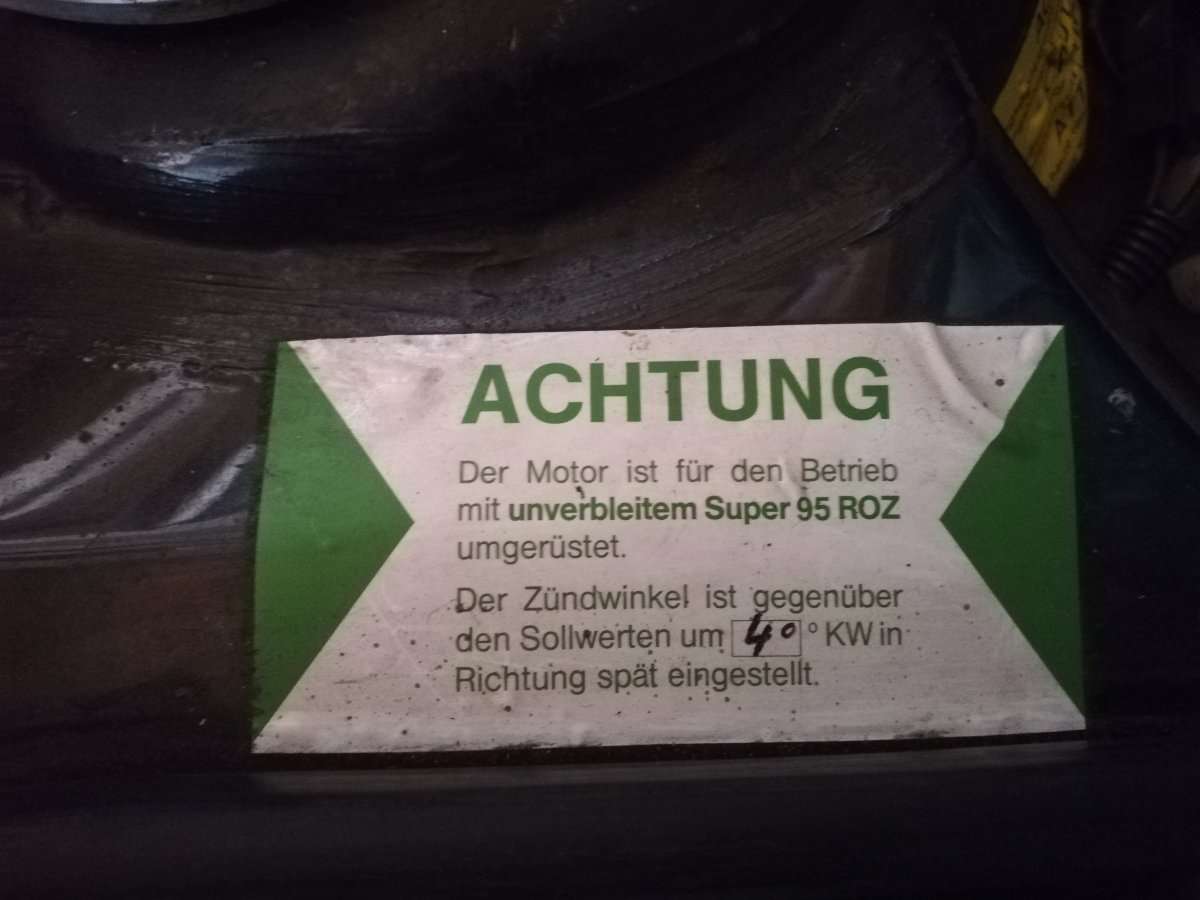 ACHTUNG
Der Motor ist für den Betrieb
mit unverbleitem Super 95 ROZ
umgerüstet.
Der Zündwinkel ist gegenüber
den Sollwerten um 4° ° KW in
Richtung spät eingestellt.